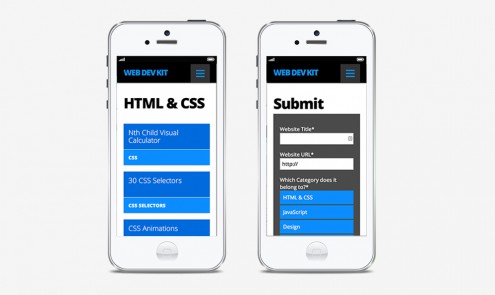 WEB DEV KIT
HTML & CSS
Nth Child Visual
Calculator
CSS
30 CSS Selectors
CSS SELECTORS
CSS Animations
WEB DEV KIT
Submit
Website Title*
Website URL*
http://
Which Category does it
belong to?*
HTML & CSS
JavaScript
Design